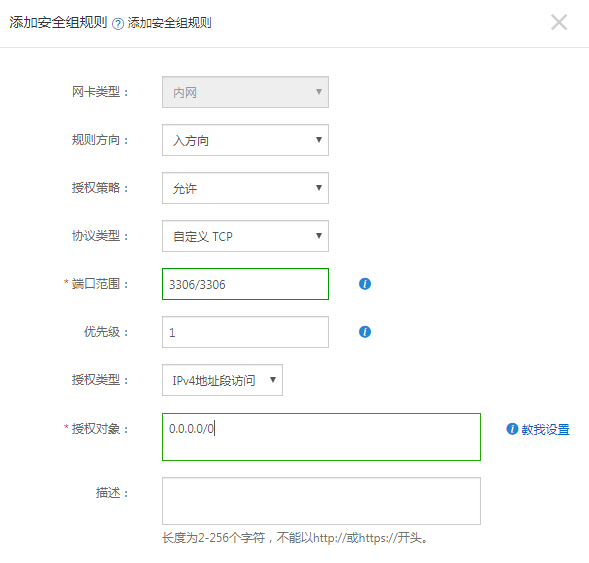 添加安全组规则 ? 添加安全组规则
网卡类型： 内网
规则方向： 入方向
授权策略： 允许
协议类型： 自定义 TCP
* 端口范围： 3306/3306 i
优先级： 1 i
授权类型： IPv4地址段访问
* 授权对象： 0.0.0.0/0 i 教我设置
描述：
长度为2-256个字符，不能以http://或https://开头。